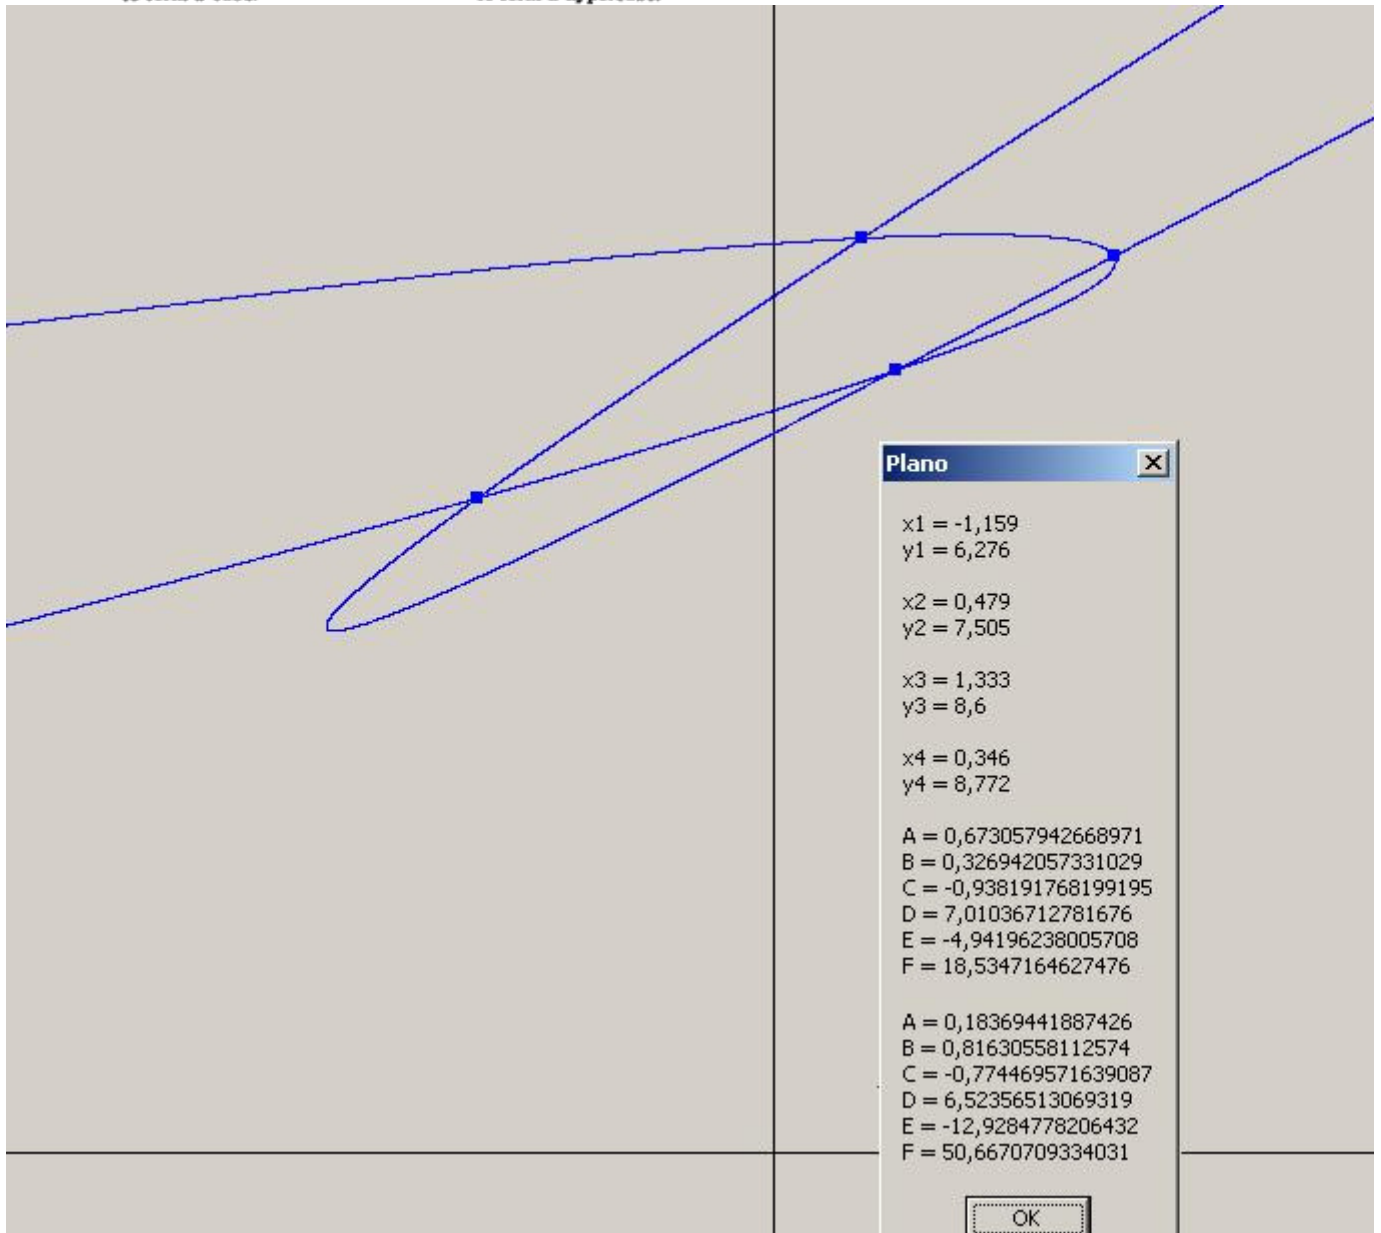 Plano
x1 = -1,159
y1 = 6,276
x2 = 0,479
y2 = 7,505
x3 = 1,333
y3 = 8,6
x4 = 0,346
y4 = 8,772
A = 0,673057942668971
B = 0,326942057331029
C = -0,938191768199195
D = 7,01036712781676
E = -4,94196238005708
F = 18,5347164627476
A = 0,18369441887426
B = 0,81630558112574
C = -0,774469571639087
D = 6,52356513069319
E = -12,9284778206432
F = 50,6670709334031
OK